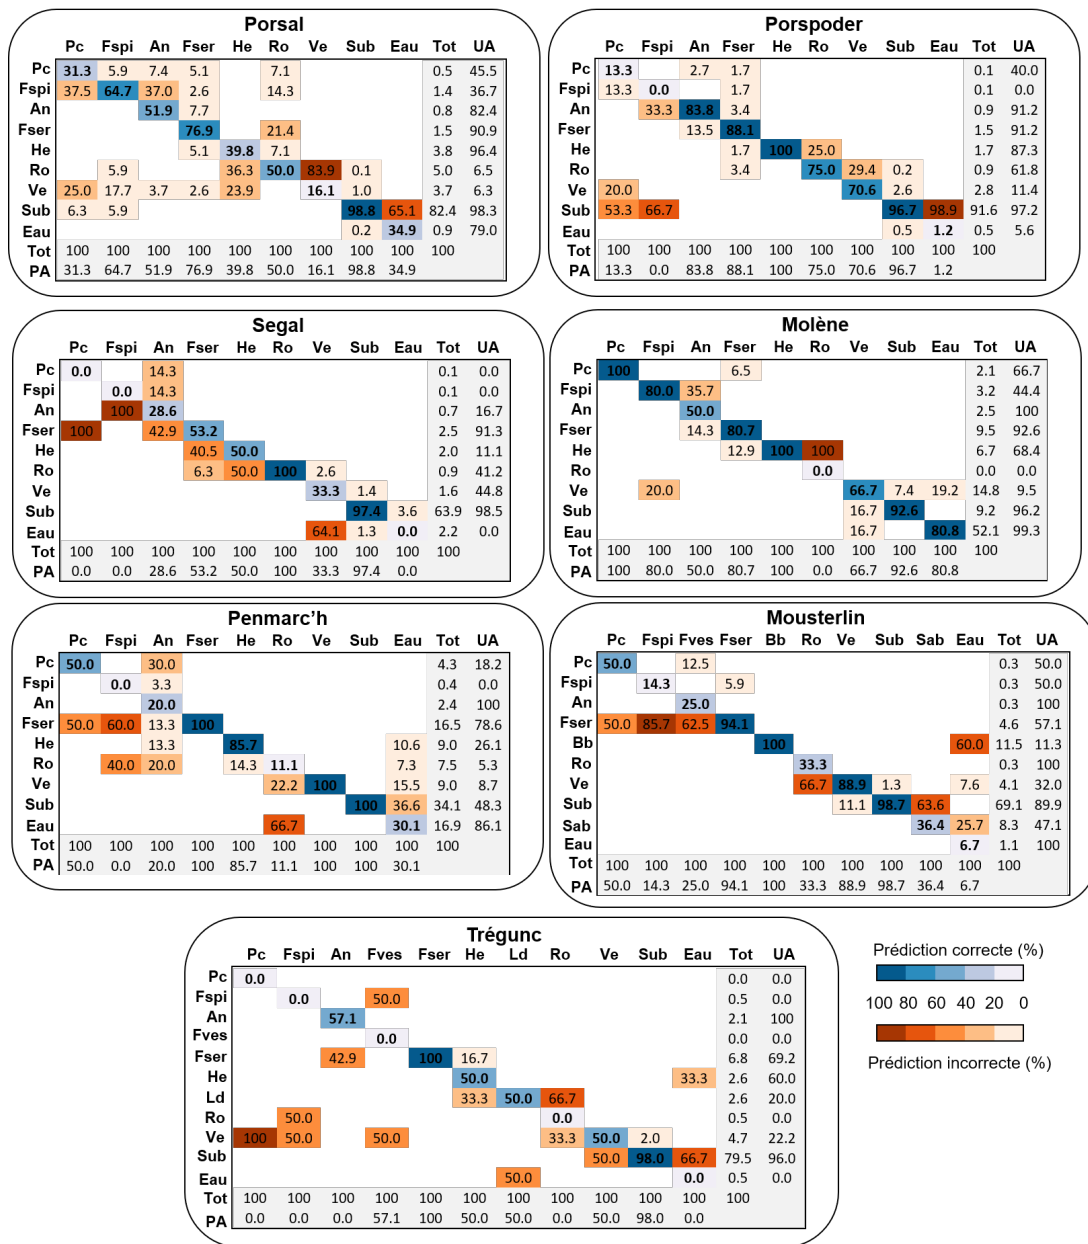 Porsal
Pc Fspi An Fser He Ro Ve Sub Eau Tot UA
Pc 31.3 5.9 7.4 5.1 7.1 0.5 45.5
Fspi 37.5 64.7 37.0 2.6 14.3 1.4 36.7
An 51.9 7.7 0.8 82.4
Fser 76.9 21.4 1.5 90.9
He 5.1 39.8 7.1 3.8 96.4
Ro 5.9 36.3 50.0 83.9 0.1 5.0 6.5
Ve 25.0 17.7 3.7 2.6 23.9 16.1 1.0 3.7 6.3
Sub 6.3 5.9 98.8 65.1 82.4 98.3
Eau 0.2 34.9 0.9 79.0
Tot 100 100 100 100 100 100 100 100 100 100
PA 31.3 64.7 51.9 76.9 39.8 50.0 16.1 98.8 34.9
Porspoder
Pc Fspi An Fser He Ro Ve Sub Eau Tot UA
Pc 13.3 2.7 1.7 0.1 40.0
Fspi 13.3 0.0 1.7 0.1 0.0
An 33.3 83.8 3.4 0.9 91.2
Fser 13.5 88.1 1.5 91.2
He 1.7 100 25.0 1.7 87.3
Ro 3.4 75.0 29.4 0.2 0.9 61.8
Ve 20.0 70.6 2.6 2.8 11.4
Sub 53.3 66.7 96.7 98.9 91.6 97.2
Eau 0.5 1.2 0.5 5.6
Tot 100 100 100 100 100 100 100 100 100 100
PA 13.3 0.0 83.8 88.1 100 75.0 70.6 96.7 1.2
Segal
Pc Fspi An Fser He Ro Ve Sub Eau Tot UA
Pc 0.0 14.3 0.1 0.0
Fspi 0.0 14.3 0.1 0.0
An 100 28.6 0.7 16.7
Fser 100 42.9 53.2 2.5 91.3
He 40.5 50.0 2.0 11.1
Ro 6.3 50.0 100 2.6 0.9 41.2
Ve 33.3 1.4 1.6 44.8
Sub 97.4 3.6 63.9 98.5
Eau 64.1 1.3 0.0 2.2 0.0
Tot 100 100 100 100 100 100 100 100 100 100
PA 0.0 0.0 28.6 53.2 50.0 100 33.3 97.4 0.0
Molène
Pc Fspi An Fser He Ro Ve Sub Eau Tot UA
Pc 100 6.5 2.1 66.7
Fspi 80.0 35.7 3.2 44.4
An 50.0 2.5 100
Fser 14.3 80.7 9.5 92.6
He 12.9 100 100 6.7 68.4
Ro 0.0 0.0 0.0
Ve 20.0 66.7 7.4 19.2 14.8 9.5
Sub 16.7 92.6 9.2 96.2
Eau 16.7 80.8 52.1 99.3
Tot 100 100 100 100 100 100 100 100 100 100
PA 100 80.0 50.0 80.7 100 0.0 66.7 92.6 80.8
Penmarc'h
Pc Fspi An Fser He Ro Ve Sub Eau Tot UA
Pc 50.0 30.0 4.3 18.2
Fspi 0.0 3.3 0.4 0.0
An 20.0 2.4 100
Fser 50.0 60.0 13.3 100 16.5 78.6
He 13.3 85.7 10.6 9.0 26.1
Ro 40.0 20.0 14.3 11.1 7.3 7.5 5.3
Ve 22.2 100 15.5 9.0 8.7
Sub 100 36.6 34.1 48.3
Eau 66.7 30.1 16.9 86.1
Tot 100 100 100 100 100 100 100 100 100 100
PA 50.0 0.0 20.0 100 85.7 11.1 100 100 30.1
Mousterlin
Pc Fspi Fves Fser Bb Ro Ve Sub Sab Eau Tot UA
Pc 50.0 12.5 0.3 50.0
Fspi 14.3 5.9 0.3 50.0
An 25.0 0.3 100
Fser 50.0 85.7 62.5 94.1 4.6 57.1
Bb 100 60.0 11.5 11.3
Ro 33.3 0.3 100
Ve 66.7 88.9 1.3 7.6 4.1 32.0
Sub 11.1 98.7 63.6 69.1 89.9
Sab 36.4 25.7 8.3 47.1
Eau 6.7 1.1 100
Tot 100 100 100 100 100 100 100 100 100 100 100
PA 50.0 14.3 25.0 94.1 100 33.3 88.9 98.7 36.4 6.7
Trégunc
Pc Fspi An Fves Fser He Ld Ro Ve Sub Eau Tot UA
Pc 0.0 0.0 0.0
Fspi 0.0 50.0 0.5 0.0
An 57.1 2.1 100
Fves 0.0 0.0 0.0
Fser 42.9 100 16.7 6.8 69.2
He 50.0 33.3 2.6 60.0
Ld 33.3 50.0 66.7 2.6 20.0
Ro 50.0 0.0 0.5 0.0
Ve 100 50.0 50.0 33.3 50.0 2.0 4.7 22.2
Sub 50.0 98.0 66.7 79.5 96.0
Eau 50.0 0.0 0.5 0.0
Tot 100 100 100 100 100 100 100 100 100 100 100 100
PA 0.0 0.0 0.0 57.1 100 50.0 50.0 0.0 50.0 98.0 0.0
Prédiction correcte (%)
100 80 60 40 20 0
Prédiction incorrecte (%)